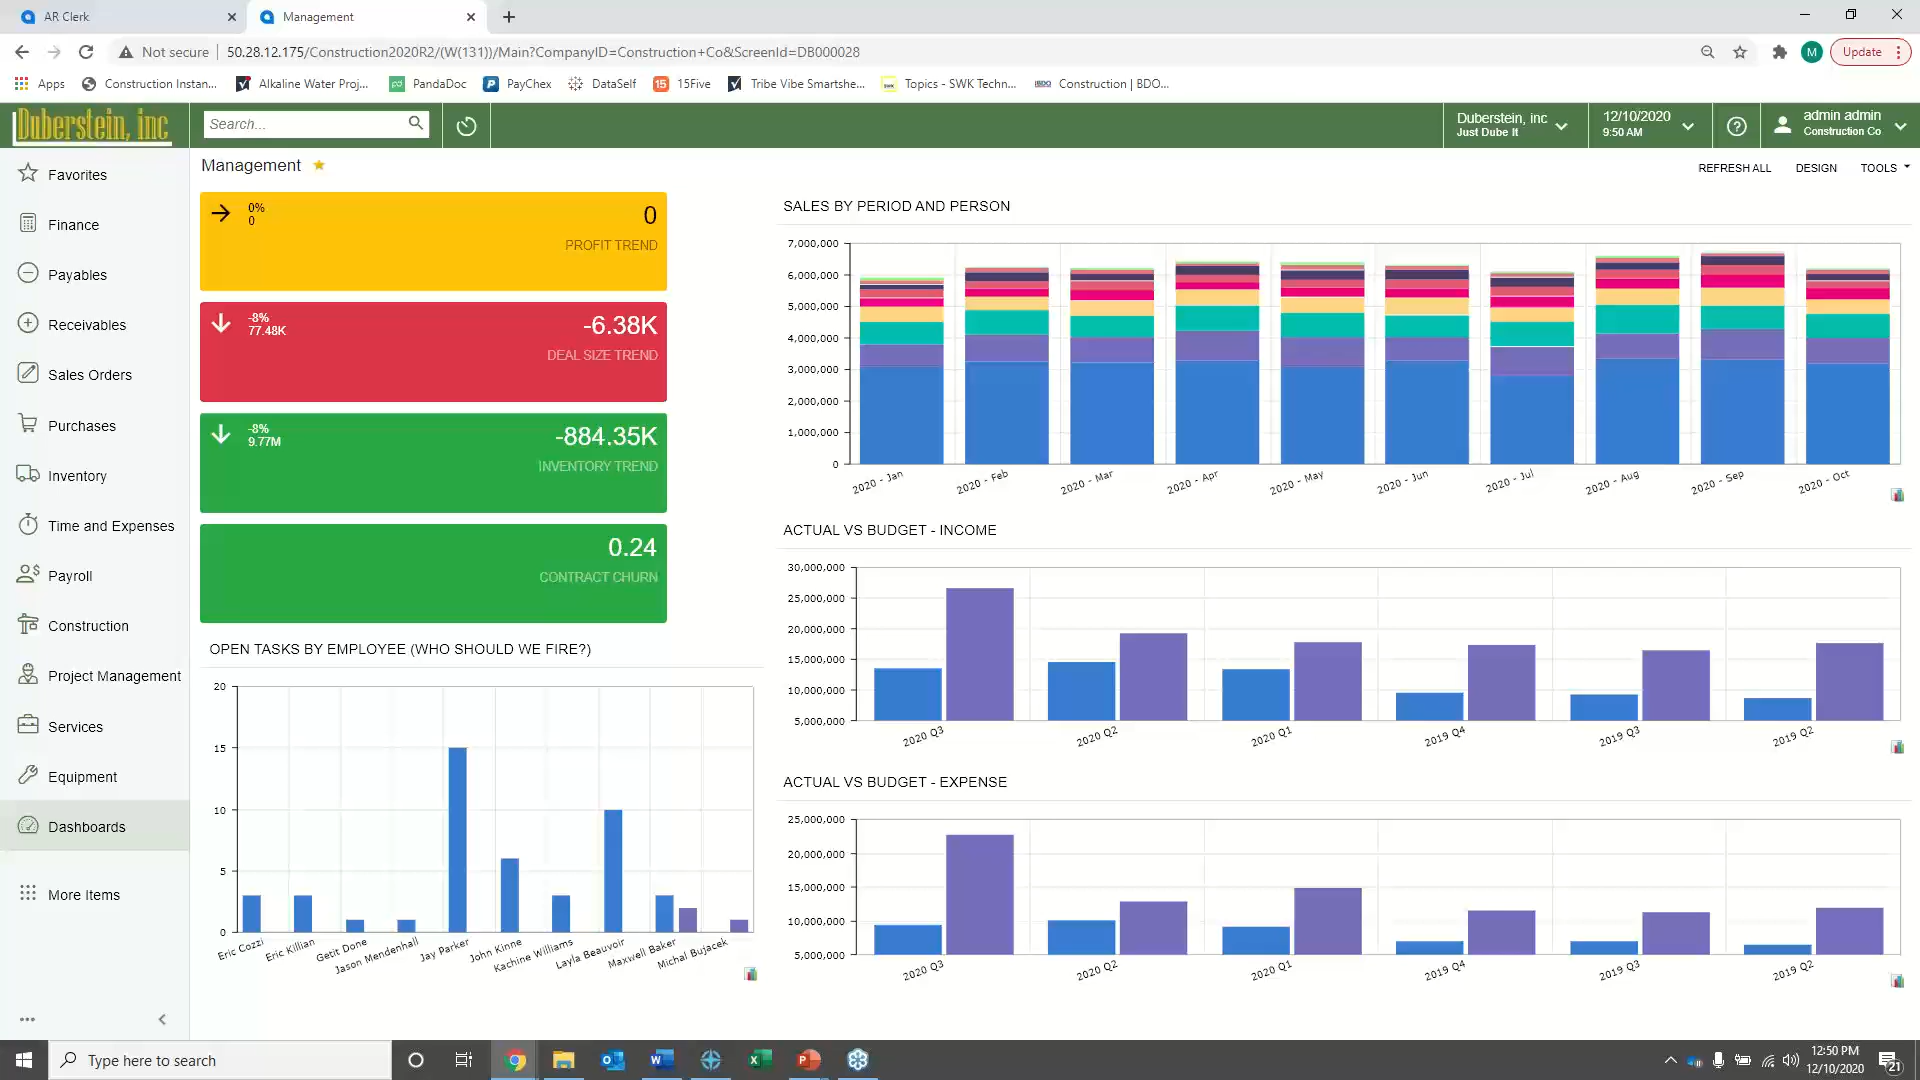 AR Clerk
Management
Not secure
50.28.12.175/Construction2020R2/(W(131))/Main?CompanyID=Construction+Co&ScreenId=DB000028
M
Update
Apps
Construction Instan...
Alkaline Water Proj...
PandaDoc
PayChex
DataSelf
15Five
Tribe Vibe Smartshe...
Topics - SWK Techn...
Construction | BDO...
Duberstein, inc
Search...
Duberstein, inc
Just Dube It
12/10/2020
9:50 AM
admin admin
Construction Co
Favorites
Finance
Payables
Receivables
Sales Orders
Purchases
Inventory
Time and Expenses
Payroll
Construction
Project Management
Services
Equipment
Dashboards
More Items
Management
REFRESH ALL
DESIGN
TOOLS
0%
0
0
PROFIT TREND
-8%
77.48K
-6.38K
DEAL SIZE TREND
-8%
9.77M
-884.35K
INVENTORY TREND
0.24
CONTRACT CHURN
OPEN TASKS BY EMPLOYEE (WHO SHOULD WE FIRE?)
20
15
10
5
0
Eric Cozzi
Eric Killian
Getit Done
Jason Mendenhall
Jay Parker
John Kinne
Kachine Williams
Layla Beauvoir
Maxwell Baker
Michal Bujacek
SALES BY PERIOD AND PERSON
7,000,000
6,000,000
5,000,000
4,000,000
3,000,000
2,000,000
1,000,000
0
2020 - Jan
2020 - Feb
2020 - Mar
2020 - Apr
2020 - May
2020 - Jun
2020 - Jul
2020 - Aug
2020 - Sep
2020 - Oct
ACTUAL VS BUDGET - INCOME
30,000,000
25,000,000
20,000,000
15,000,000
10,000,000
5,000,000
2020 Q3
2020 Q2
2020 Q1
2019 Q4
2019 Q3
2019 Q2
ACTUAL VS BUDGET - EXPENSE
25,000,000
20,000,000
15,000,000
10,000,000
5,000,000
2020 Q3
2020 Q2
2020 Q1
2019 Q4
2019 Q3
2019 Q2
Type here to search
12:50 PM
12/10/2020
21